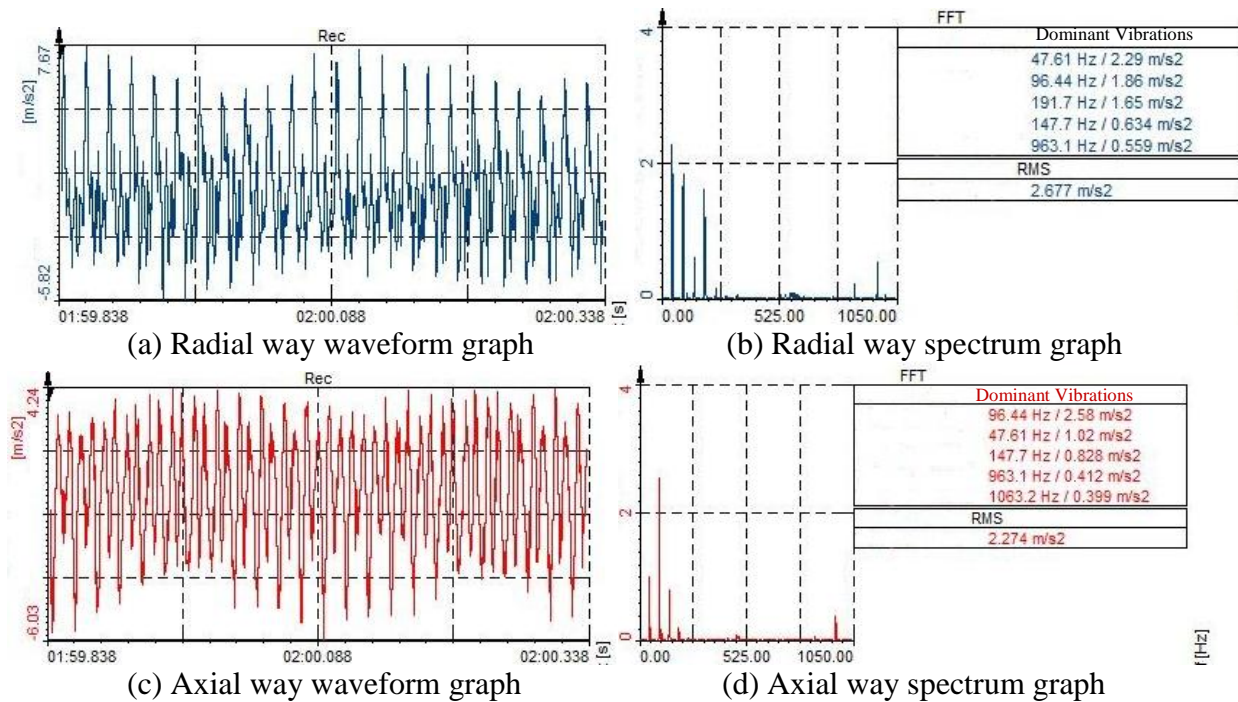 Rec
7.67
[m/s2]
-5.82
01:59.838
02:00.088
02:00.338
: [s]
(a) Radial way waveform graph
FFT
4
2
0
0.00
525.00
1050.00
Dominant Vibrations
47.61 Hz / 2.29 m/s2
96.44 Hz / 1.86 m/s2
191.7 Hz / 1.65 m/s2
147.7 Hz / 0.634 m/s2
963.1 Hz / 0.559 m/s2
RMS
2.677 m/s2
(b) Radial way spectrum graph
Rec
4.24
[m/s2]
-6.03
01:59.838
02:00.088
02:00.338
: [s]
(c) Axial way waveform graph
FFT
4
2
0
0.00
525.00
1050.00
Dominant Vibrations
96.44 Hz / 2.58 m/s2
47.61 Hz / 1.02 m/s2
147.7 Hz / 0.828 m/s2
963.1 Hz / 0.412 m/s2
1063.2 Hz / 0.399 m/s2
RMS
2.274 m/s2
f [Hz]
(d) Axial way spectrum graph